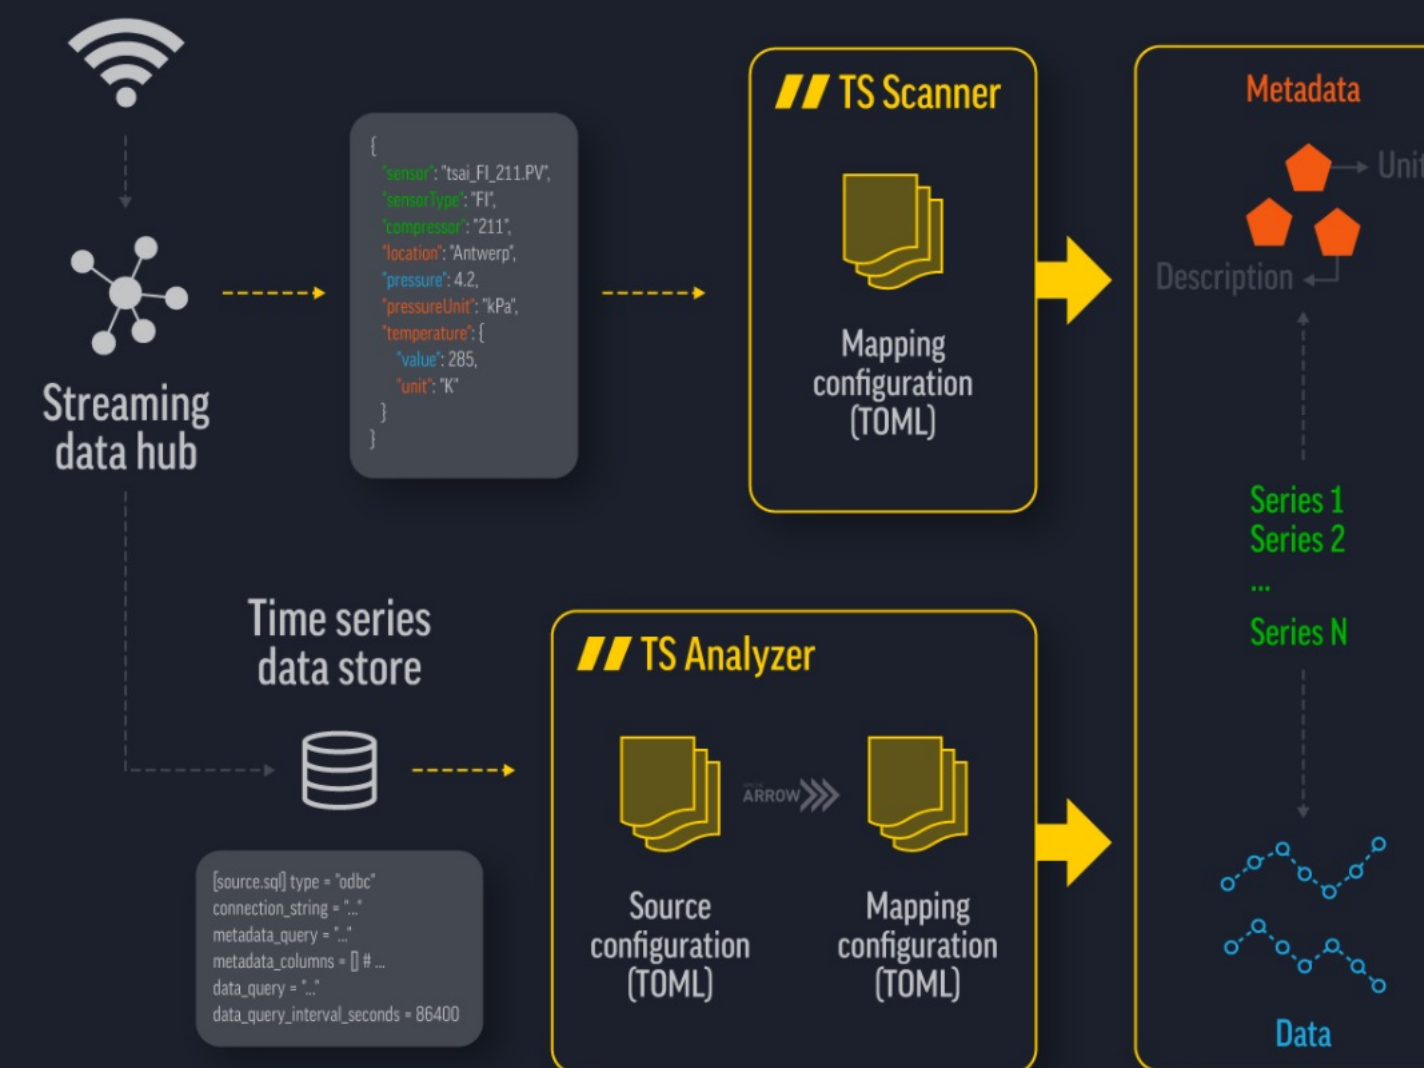 Streaming
data hub
{
"sensor": "tsai_FI_211.PV",
"sensorType": "FI",
"compressor": "211",
"location": "Antwerp",
"pressure": 4.2,
"pressureUnit": "kPa",
"temperature": {
"value": 285,
"unit": "K"
}
}
TS Scanner
Mapping
configuration
(TOML)
Time series
data store
[source.sql] type = "odbc"
connection_string = "..."
metadata_query = "..."
metadata_columns = [] # ...
data_query = "..."
data_query_interval_seconds = 86400
TS Analyzer
Source
configuration
(TOML)
ARROW
Mapping
configuration
(TOML)
Metadata
Unit
Description
Series 1
Series 2
...
Series N
Data